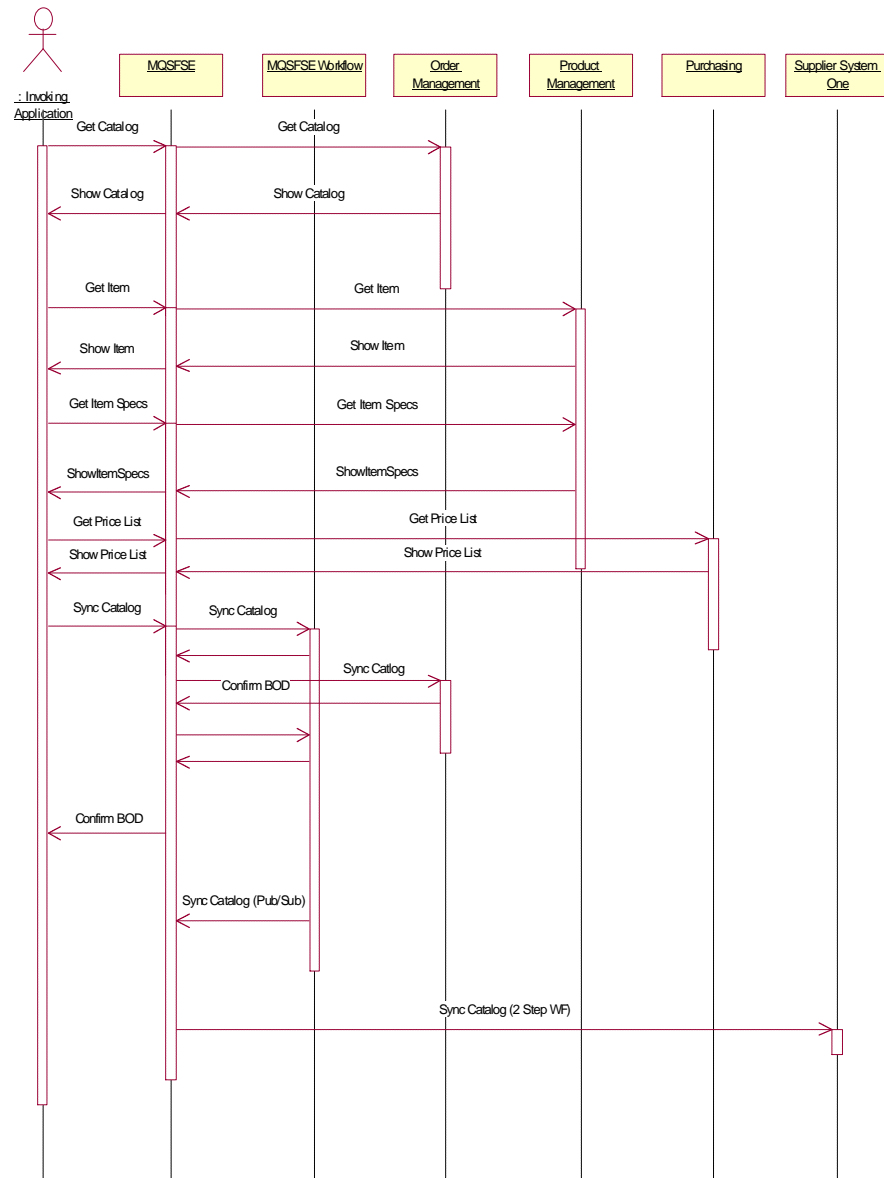 MQSFSE
MQSFSE Workflow
Order
Management
Product
Management
Purchasing
Supplier System
One
: Invoking
Application
Get Catalog
Get Catalog
Show Catalog
Show Catalog
Get Item
Get Item
Show Item
Show Item
Get Item Specs
Get Item Specs
ShowItemSpecs
ShowItemSpecs
Get Price List
Get Price List
Show Price List
Show Price List
Sync Catalog
Sync Catalog
Sync Catlog
Confirm BOD
Confirm BOD
Sync Catalog (Pub/Sub)
Sync Catalog (2 Step WF)